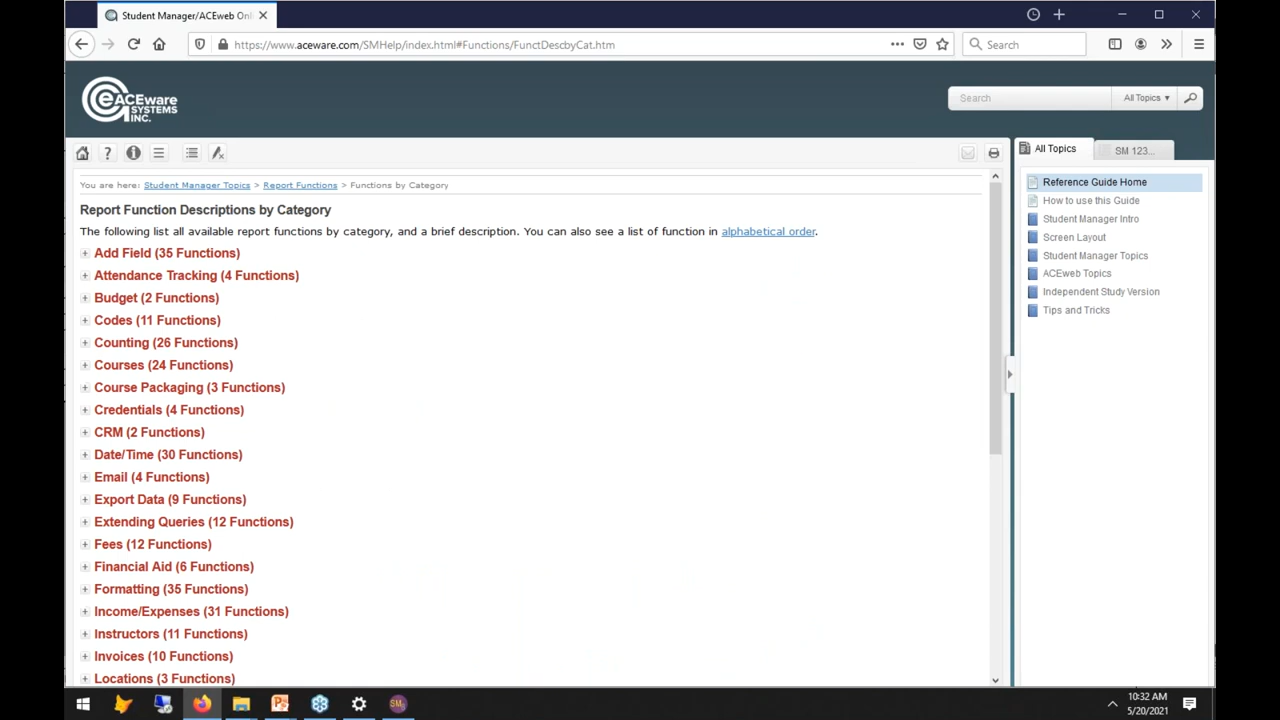 Student Manager/ACEweb Onl
https://www.aceware.com/SMHelp/index.html#Functions/FunctDescbyCat.htm
Search
ACEware
SYSTEMS
INC.
Search
All Topics
All Topics
SM 123...
You are here: Student Manager Topics > Report Functions > Functions by Category
Report Function Descriptions by Category
The following list all available report functions by category, and a brief description. You can also see a list of function in alphabetical order.
Add Field (35 Functions)
Attendance Tracking (4 Functions)
Budget (2 Functions)
Codes (11 Functions)
Counting (26 Functions)
Courses (24 Functions)
Course Packaging (3 Functions)
Credentials (4 Functions)
CRM (2 Functions)
Date/Time (30 Functions)
Email (4 Functions)
Export Data (9 Functions)
Extending Queries (12 Functions)
Fees (12 Functions)
Financial Aid (6 Functions)
Formatting (35 Functions)
Income/Expenses (31 Functions)
Instructors (11 Functions)
Invoices (10 Functions)
Locations (3 Functions)
Reference Guide Home
How to use this Guide
Student Manager Intro
Screen Layout
Student Manager Topics
ACEweb Topics
Independent Study Version
Tips and Tricks
10:32 AM
5/20/2021